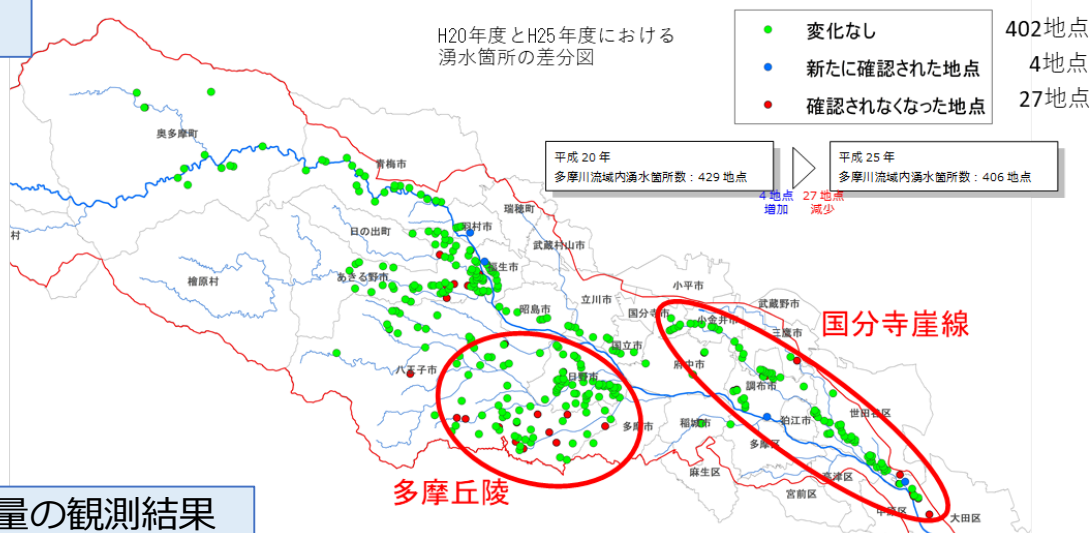 H20年度とH25年度における
湧水箇所の差分図
変化なし 402地点
新たに確認された地点 4地点
確認されなくなった地点 27地点
平成 20 年
多摩川流域内湧水箇所数：429 地点
平成 25 年
多摩川流域内湧水箇所数：406 地点
4 地点
増加
27 地点
減少
奥多摩町
青梅市
瑞穂町
羽村市
日の出町
武蔵村山市
村
福生市
あきる野市
檜原村
小平市
立川市
昭島市
武蔵野市
国分寺市
小金井市
三鷹市
国分寺崖線
国立市
府中市
八王子市
日野市
調布市
世田谷区
狛江市
多摩市
稲城市
多摩区
麻生区
高津区
宮前区
中原区
大田区
多摩丘陵
量の観測結果